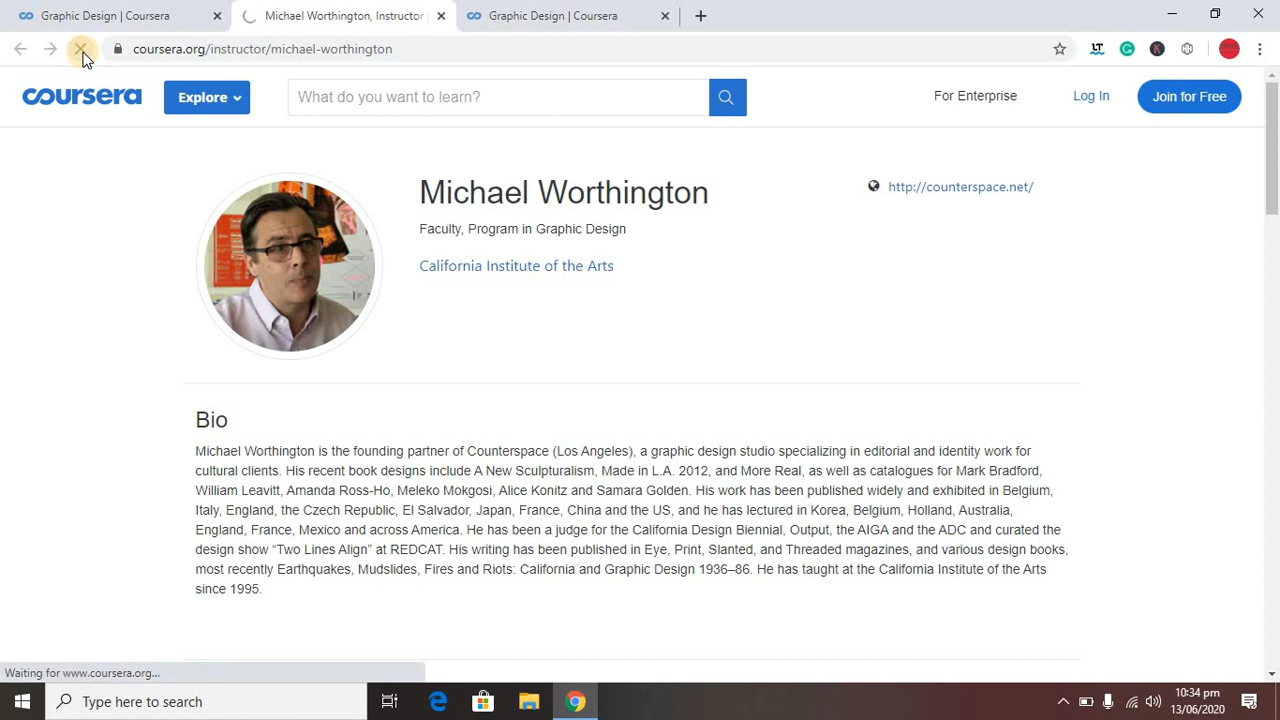 Graphic Design | Coursera
Michael Worthington, Instructor
Graphic Design | Coursera
coursera.org/instructor/michael-worthington
LT
G
K
coursera
Explore
What do you want to learn?
For Enterprise
Log In
Join for Free
Michael Worthington
http://counterspace.net/
Faculty, Program in Graphic Design
California Institute of the Arts
Bio
Michael Worthington is the founding partner of Counterspace (Los Angeles), a graphic design studio specializing in editorial and identity work for
cultural clients. His recent book designs include A New Sculpturalism, Made in L.A. 2012, and More Real, as well as catalogues for Mark Bradford,
William Leavitt, Amanda Ross-Ho, Meleko Mokgosi, Alice Konitz and Samara Golden. His work has been published widely and exhibited in Belgium,
Italy, England, the Czech Republic, El Salvador, Japan, France, China and the US, and he has lectured in Korea, Belgium, Holland, Australia,
England, France, Mexico and across America. He has been a judge for the California Design Biennial, Output, the AIGA and the ADC and curated the
design show “Two Lines Align” at REDCAT. His writing has been published in Eye, Print, Slanted, and Threaded magazines, and various design books,
most recently Earthquakes, Mudslides, Fires and Riots: California and Graphic Design 1936–86. He has taught at the California Institute of the Arts
since 1995.
Waiting for www.coursera.org...
Type here to search
10:34 pm
13/06/2020